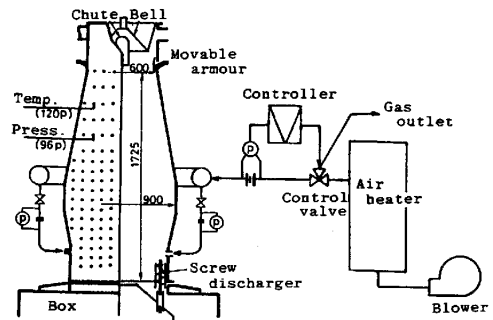 Chute Bell
Movable
armour
600
Temp.
(120p)
Press.
(96p)
1725
900
Controller
Gas
outlet
P
Control
valve
Air
heater
P
P
Screw
discharger
Box
Blower